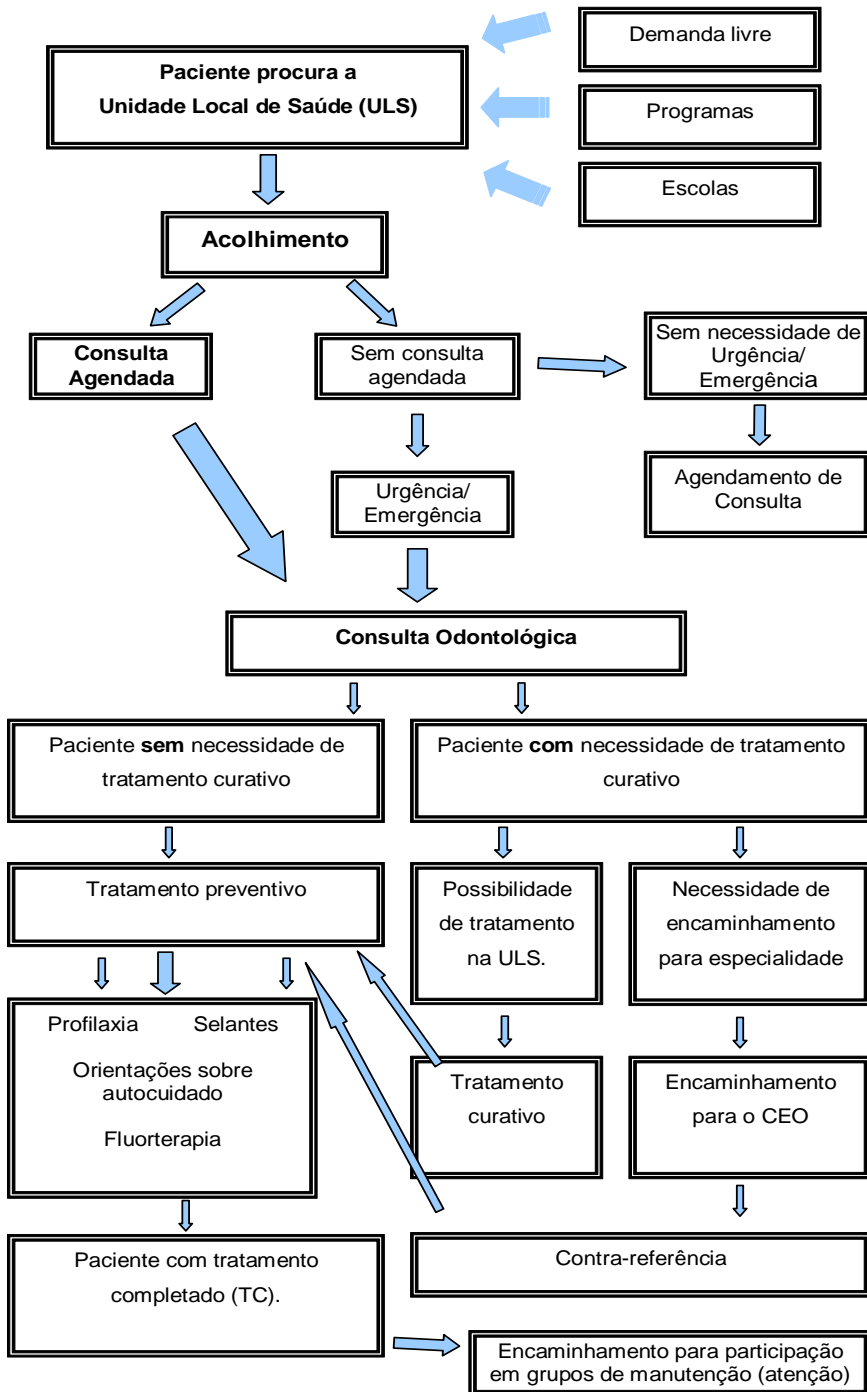 Demanda livre
Paciente procura a
Unidade Local de Saúde (ULS)
Programas
Escolas
Acolhimento
Consulta
Agendada
Sem consulta
agendada
Sem necessidade de
Urgência/
Emergência
Urgência/
Emergência
Agendamento de
Consulta
Consulta Odontológica
Paciente sem necessidade de
tratamento curativo
Paciente com necessidade de tratamento
curativo
Tratamento preventivo
Possibilidade
de tratamento
na ULS.
Necessidade de
encaminhamento
para especialidade
Profilaxia Selantes
Orientações sobre
autocuidado
Fluorterapia
Tratamento
curativo
Encaminhamento
para o CEO
Paciente com tratamento
completado (TC).
Contra-referência
Encaminhamento para participação
em grupos de manutenção (atenção)